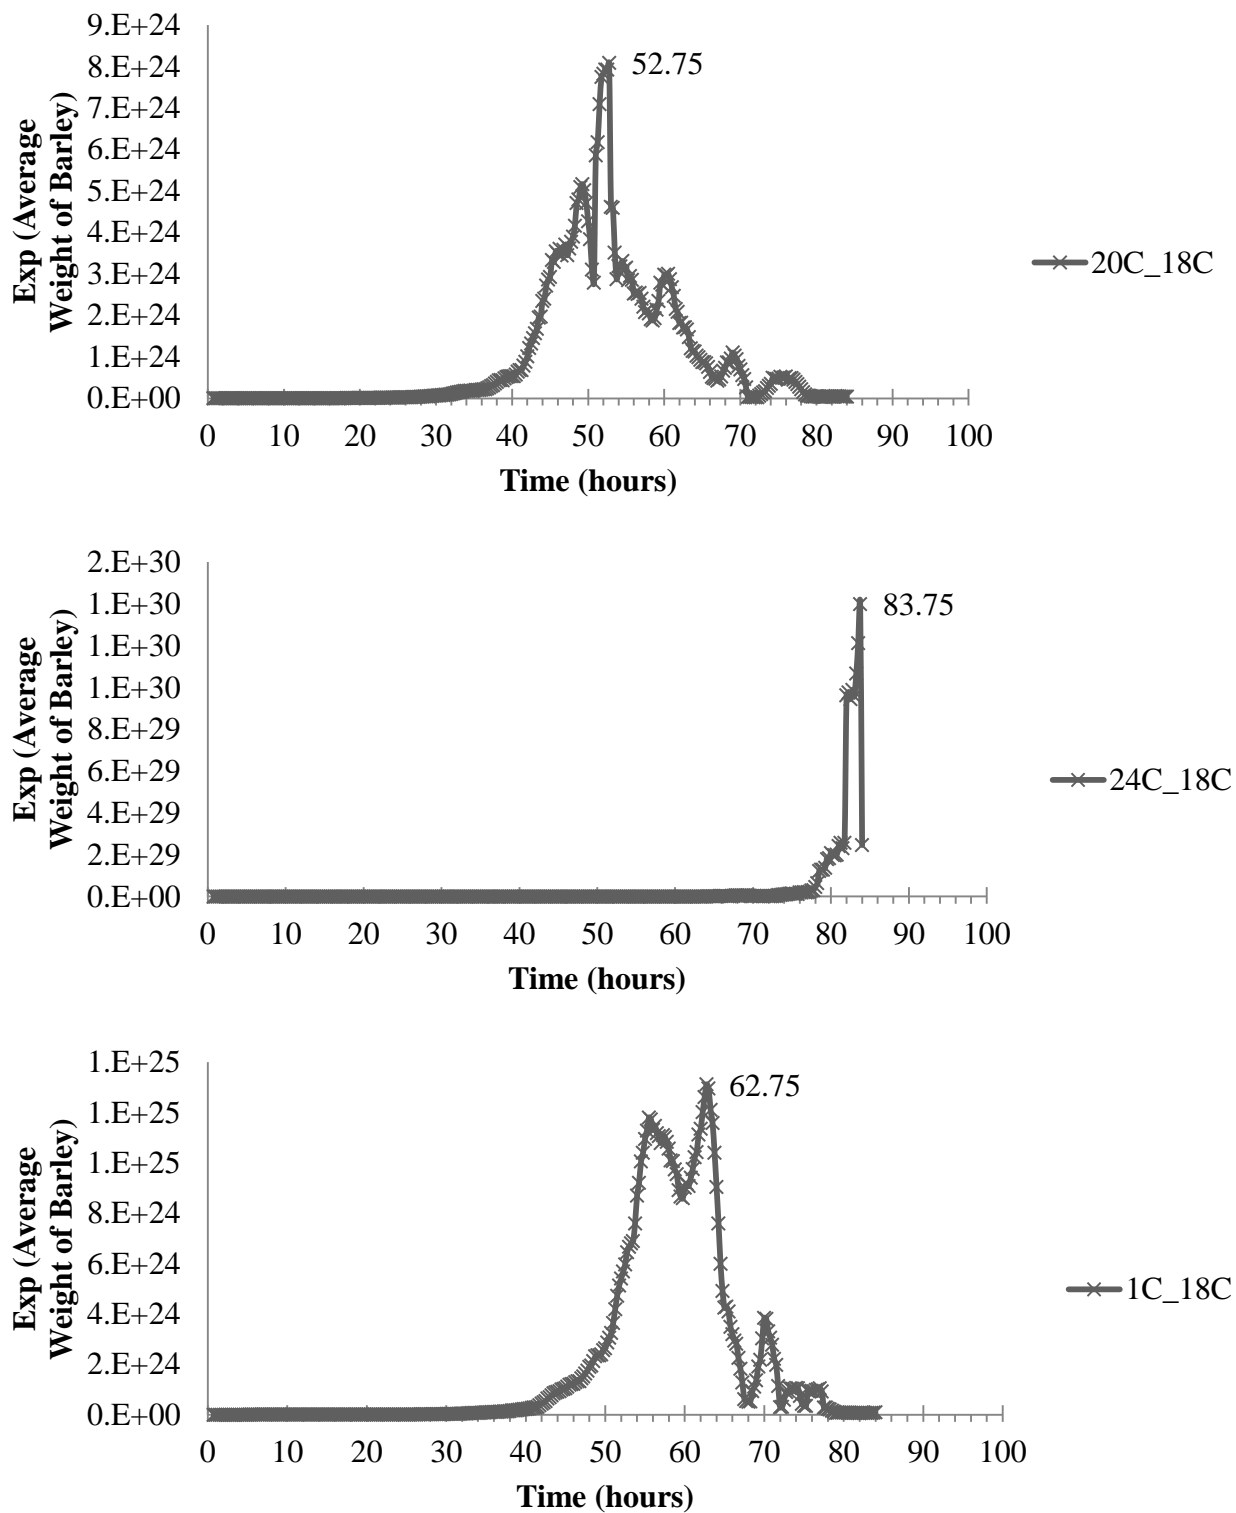 9.E+24
8.E+24
7.E+24
6.E+24
5.E+24
4.E+24
3.E+24
2.E+24
1.E+24
0.E+00
Exp (Average
Weight of Barley)
52.75
20C_18C
0 10 20 30 40 50 60 70 80 90 100
Time (hours)
2.E+30
1.E+30
1.E+30
1.E+30
8.E+29
6.E+29
4.E+29
2.E+29
0.E+00
Exp (Average
Weight of Barley)
83.75
24C_18C
0 10 20 30 40 50 60 70 80 90 100
Time (hours)
1.E+25
1.E+25
1.E+25
8.E+24
6.E+24
4.E+24
2.E+24
0.E+00
Exp (Average
Weight of Barley)
62.75
1C_18C
0 10 20 30 40 50 60 70 80 90 100
Time (hours)